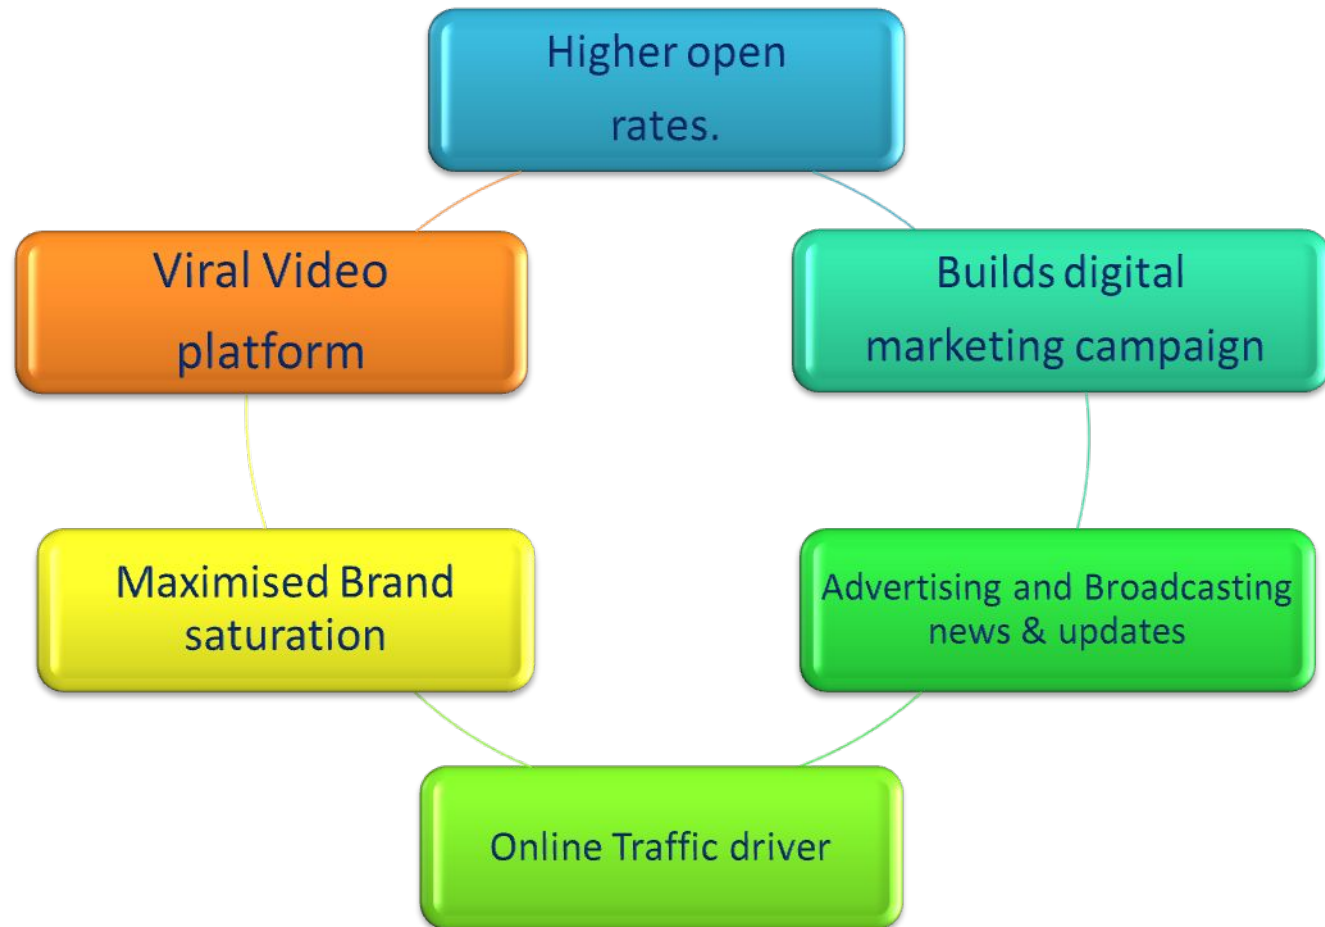 Higher open
rates.
Viral Video
platform
Builds digital
marketing campaign
Maximised Brand
saturation
Advertising and Broadcasting
news & updates
Online Traffic driver